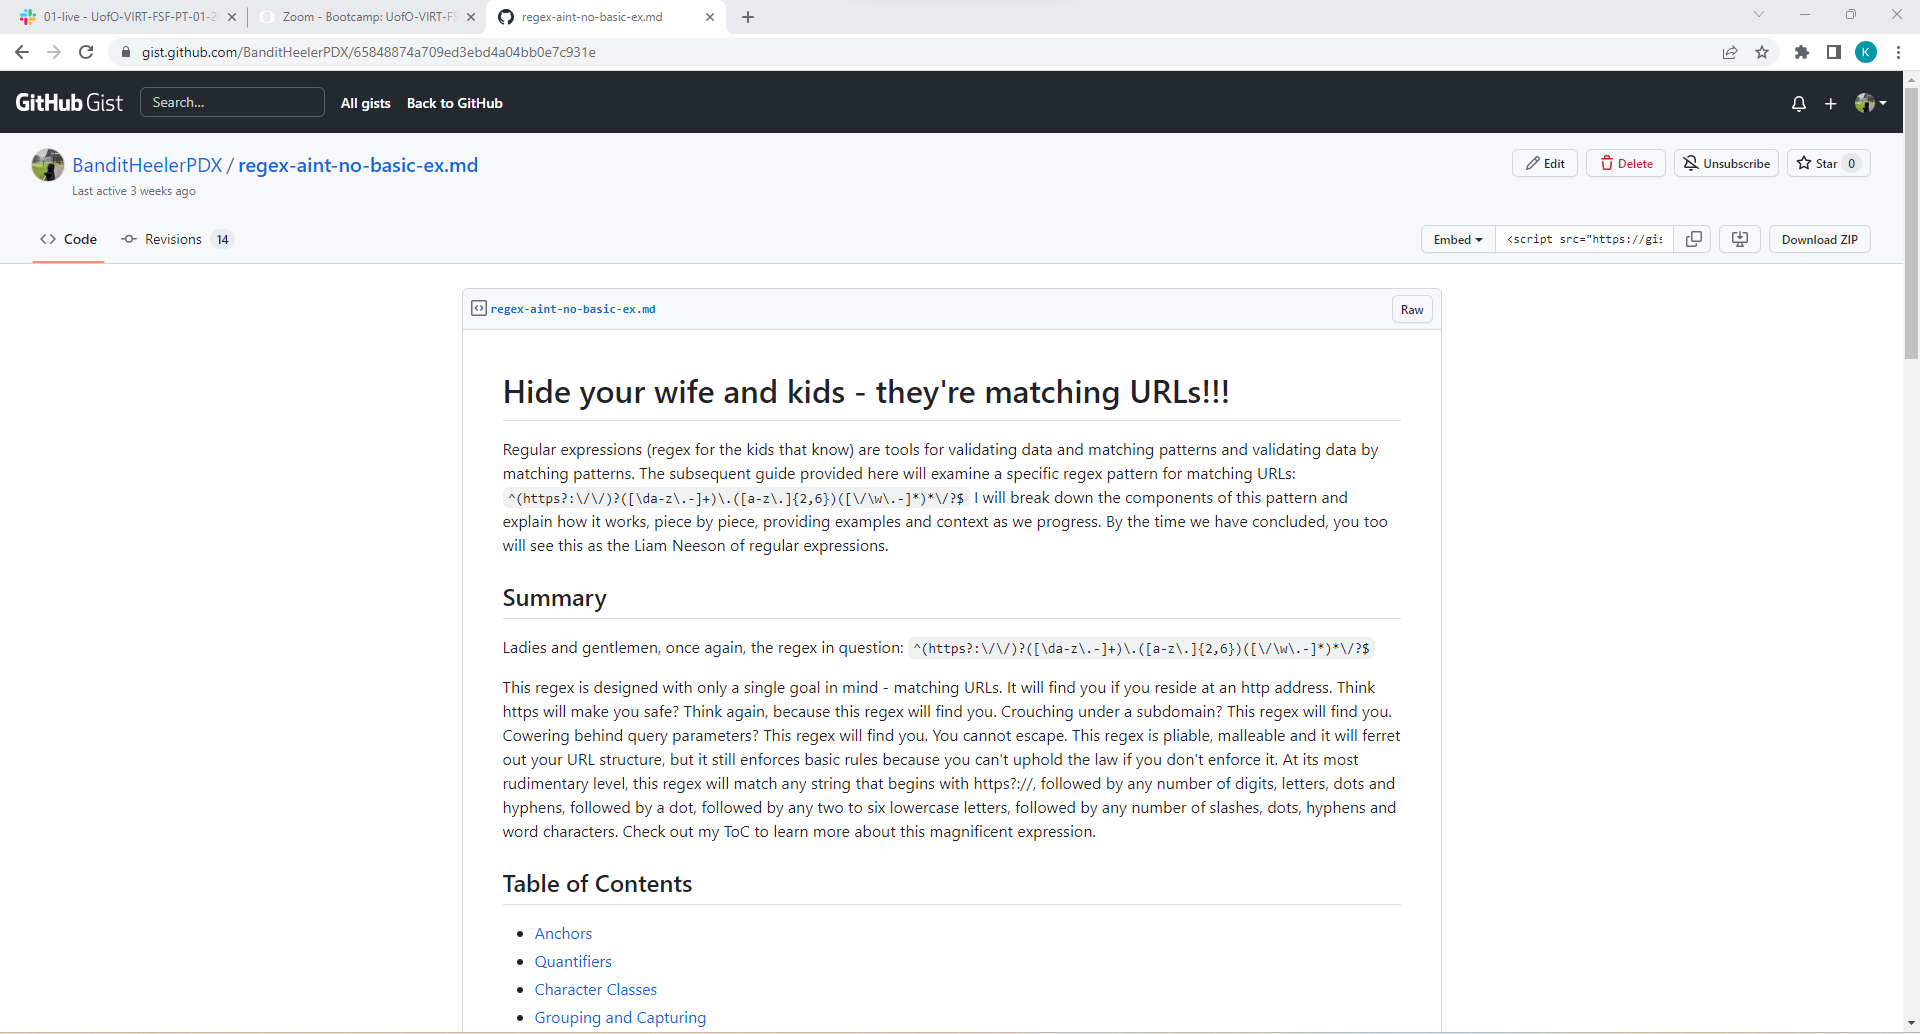 01-live - UofO-VIRT-FSF-PT-01-2
Zoom - Bootcamp: UofO-VIRT-FS
regex-aint-no-basic-ex.md
gist.github.com/BanditHeelerPDX/65848874a709ed3ebd4a04bb0e7c931e
K
GitHub Gist
Search...
All gists
Back to GitHub
BanditHeelerPDX / regex-aint-no-basic-ex.md
Edit
Delete
Unsubscribe
Star 0
Last active 3 weeks ago
Code
Revisions 14
Embed
<script src="https://gis
Download ZIP
regex-aint-no-basic-ex.md
Raw
Hide your wife and kids - they're matching URLs!!!
Regular expressions (regex for the kids that know) are tools for validating data and matching patterns and validating data by
matching patterns. The subsequent guide provided here will examine a specific regex pattern for matching URLs:
^(https?:\/\/)?([\da-z\.-]+)\.([a-z\.]{2,6})([\/\w\.-]*)*\/?$ I will break down the components of this pattern and
explain how it works, piece by piece, providing examples and context as we progress. By the time we have concluded, you too
will see this as the Liam Neeson of regular expressions.
Summary
Ladies and gentlemen, once again, the regex in question: ^(https?:\/\/)?([\da-z\.-]+)\.([a-z\.]{2,6})([\/\w\.-]*)*\/?$
This regex is designed with only a single goal in mind - matching URLs. It will find you if you reside at an http address. Think
https will make you safe? Think again, because this regex will find you. Crouching under a subdomain? This regex will find you.
Cowering behind query parameters? This regex will find you. You cannot escape. This regex is pliable, malleable and it will ferret
out your URL structure, but it still enforces basic rules because you can't uphold the law if you don't enforce it. At its most
rudimentary level, this regex will match any string that begins with https?://, followed by any number of digits, letters, dots and
hyphens, followed by a dot, followed by any two to six lowercase letters, followed by any number of slashes, dots, hyphens and
word characters. Check out my ToC to learn more about this magnificent expression.
Table of Contents
Anchors
Quantifiers
Character Classes
Grouping and Capturing